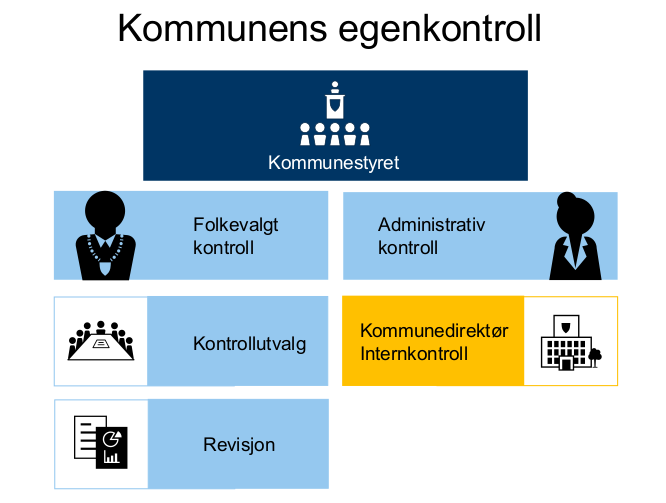 Kommunens egenkontroll
Kommunestyret
Folkevalgt
kontroll
Administrativ
kontroll
Kontrollutvalg
Kommunedirektør
Internkontroll
Revisjon